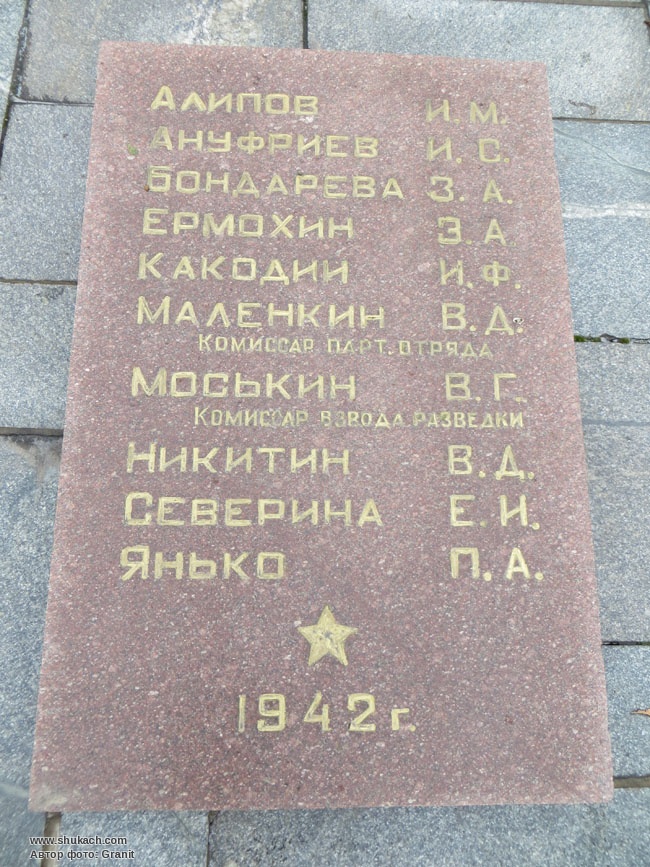 Алипов И. М.
Ануфриев И. С.
Бондарева З. А.
Ермохин З. А.
Какодии И. Ф.
Маленкин В. Д.
Комиссар парт. отряда
Моськин В. Г.
Комиссар взвода разведки
Никитин В. Д.
Северина Е. И.
Янько П. А.
1942 г.
www.shukach.com
Автор фото: Granit